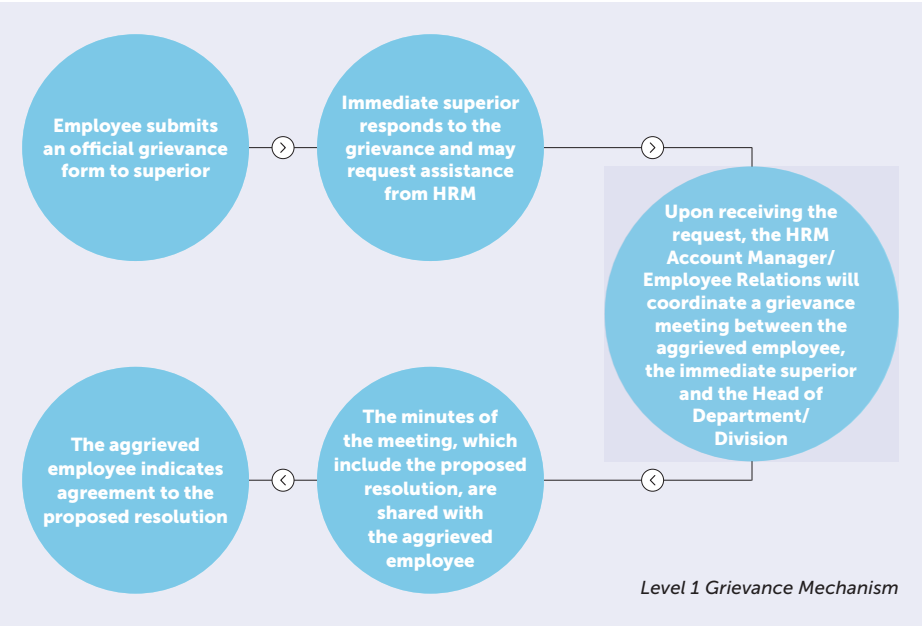 Employee submits
an official grievance
form to superior
Immediate superior
responds to the
grievance and may
request assistance
from HRM
Upon receiving the
request, the HRM
Account Manager/
Employee Relations will
coordinate a grievance
meeting between the
aggrieved employee,
the immediate superior
and the Head of
Department/
Division
The minutes of
the meeting, which
include the proposed
resolution, are
shared with
the aggrieved
employee
The aggrieved
employee indicates
agreement to the
proposed resolution
Level 1 Grievance Mechanism